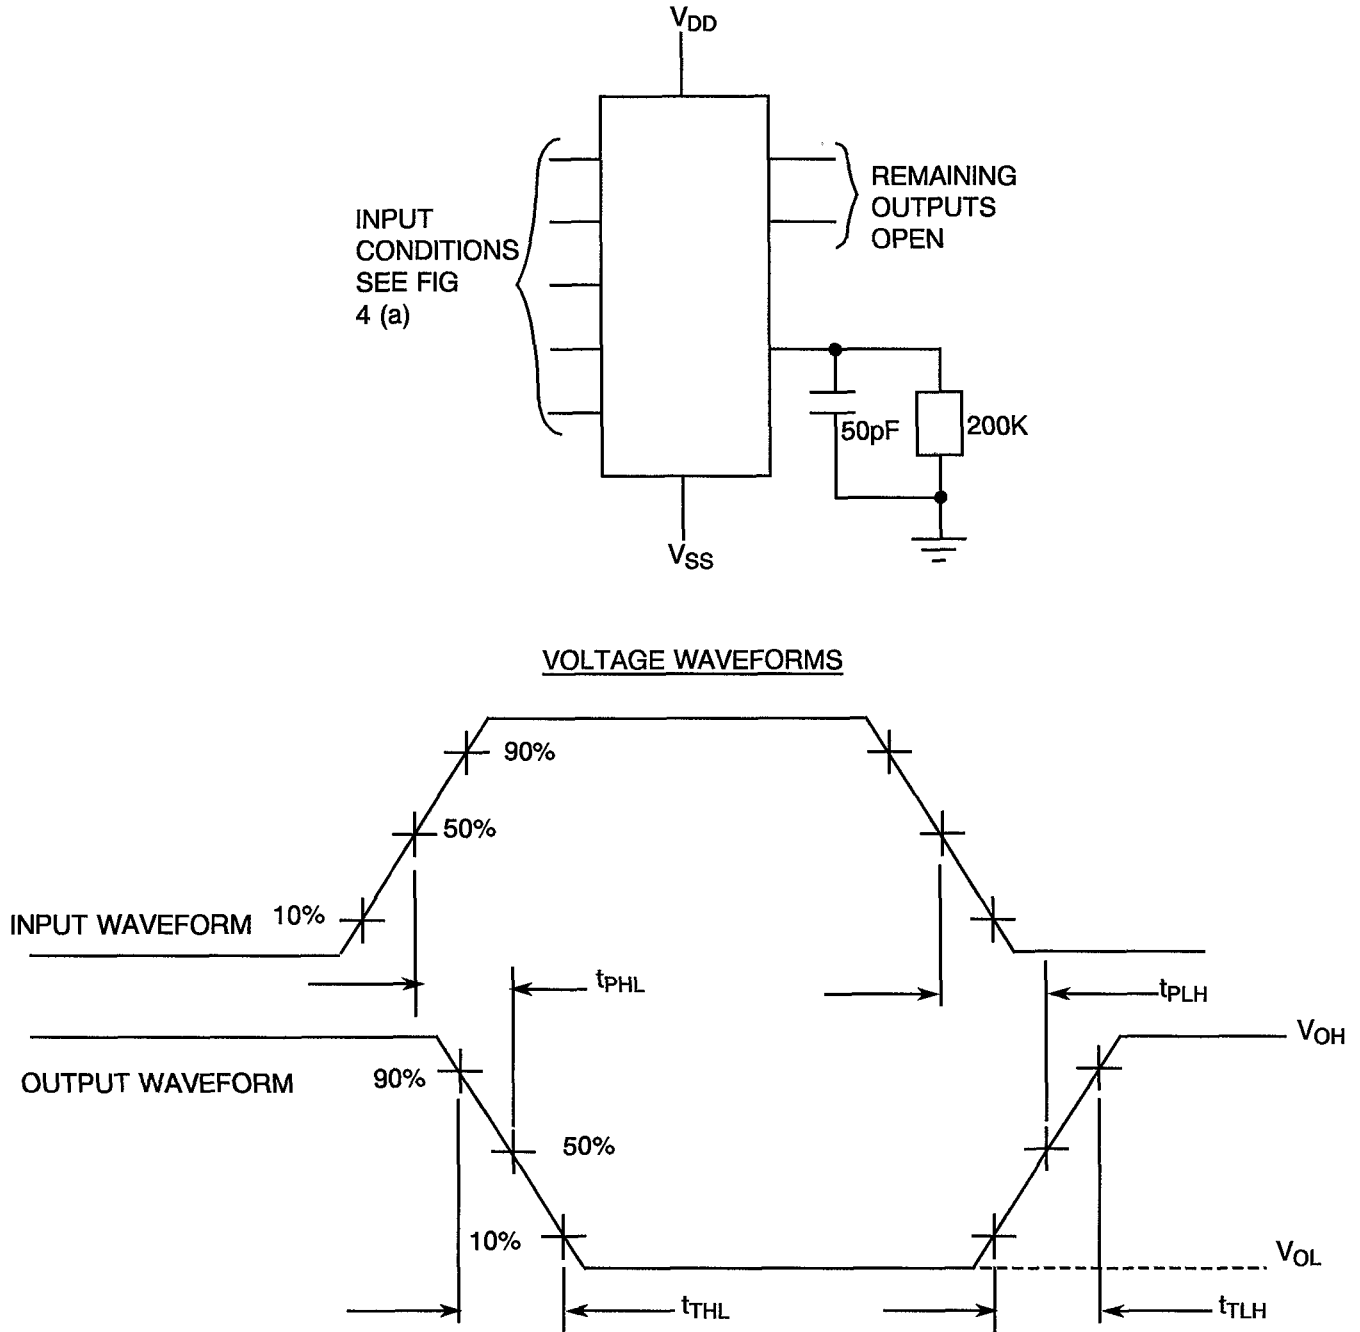 VDD
INPUT
CONDITIONS
SEE FIG
4 (a)
REMAINING
OUTPUTS
OPEN
50pF
200K
VSS
VOLTAGE WAVEFORMS
90%
50%
10%
INPUT WAVEFORM
tPHL
tPLH
VOH
OUTPUT WAVEFORM
90%
50%
10%
VOL
tTHL
tTLH